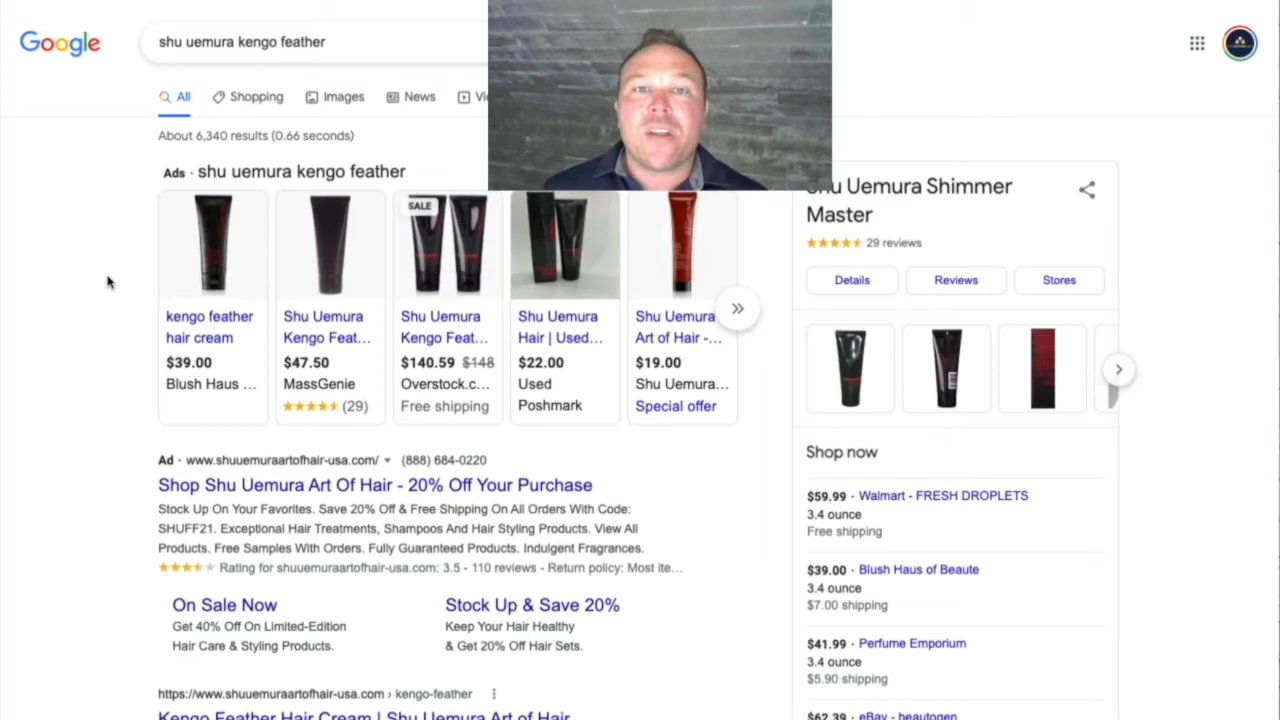 Google
shu uemura kengo feather
All
Shopping
Images
News
About 6,340 results (0.66 seconds)
Ads · shu uemura kengo feather
SALE
kengo feather
hair cream
$39.00
Blush Haus ...
Shu Uemura
Kengo Feat...
$47.50
MassGenie
(29)
Shu Uemura
Kengo Feat...
$140.59 $148
Overstock.c...
Free shipping
Shu Uemura
Hair | Used...
$22.00
Used
Poshmark
Shu Uemura
Art of Hair -...
$19.00
Shu Uemura...
Special offer
Ad · www.shuuemuraartofhair-usa.com/ (888) 684-0220
Shop Shu Uemura Art Of Hair - 20% Off Your Purchase
Stock Up On Your Favorites. Save 20% Off & Free Shipping On All Orders With Code:
SHUFF21. Exceptional Hair Treatments, Shampoos And Hair Styling Products. View All
Products. Free Samples With Orders. Fully Guaranteed Products. Indulgent Fragrances.
Rating for shuuemuraartofhair-usa.com: 3.5 - 110 reviews - Return policy: Most ite...
On Sale Now
Get 40% Off On Limited-Edition
Hair Care & Styling Products.
Stock Up & Save 20%
Keep Your Hair Healthy
& Get 20% Off Hair Sets.
https://www.shuuemuraartofhair-usa.com › kengo-feather
Kengo Feather Hair Cream | Shu Uemura Art of Hair
Shu Uemura Shimmer
Master
29 reviews
Details
Reviews
Stores
Shop now
$59.99 · Walmart - FRESH DROPLETS
3.4 ounce
Free shipping
$39.00 · Blush Haus of Beaute
3.4 ounce
$7.00 shipping
$41.99 · Perfume Emporium
3.4 ounce
$5.90 shipping
$62.39 · eBay - beautogen